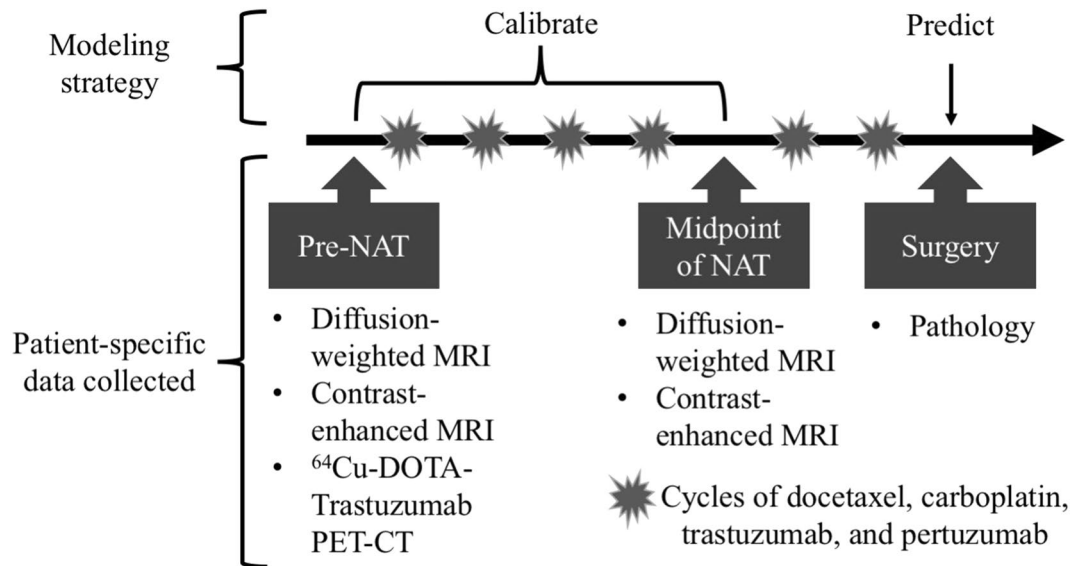 Modeling
strategy
Calibrate
Predict
Pre-NAT
Midpoint
of NAT
Surgery
Patient-specific
data collected
• Diffusion-
weighted MRI
• Contrast-
enhanced MRI
• ⁶⁴Cu-DOTA-
Trastuzumab
PET-CT
• Diffusion-
weighted MRI
• Contrast-
enhanced MRI
• Pathology
Cycles of docetaxel, carboplatin,
trastuzumab, and pertuzumab